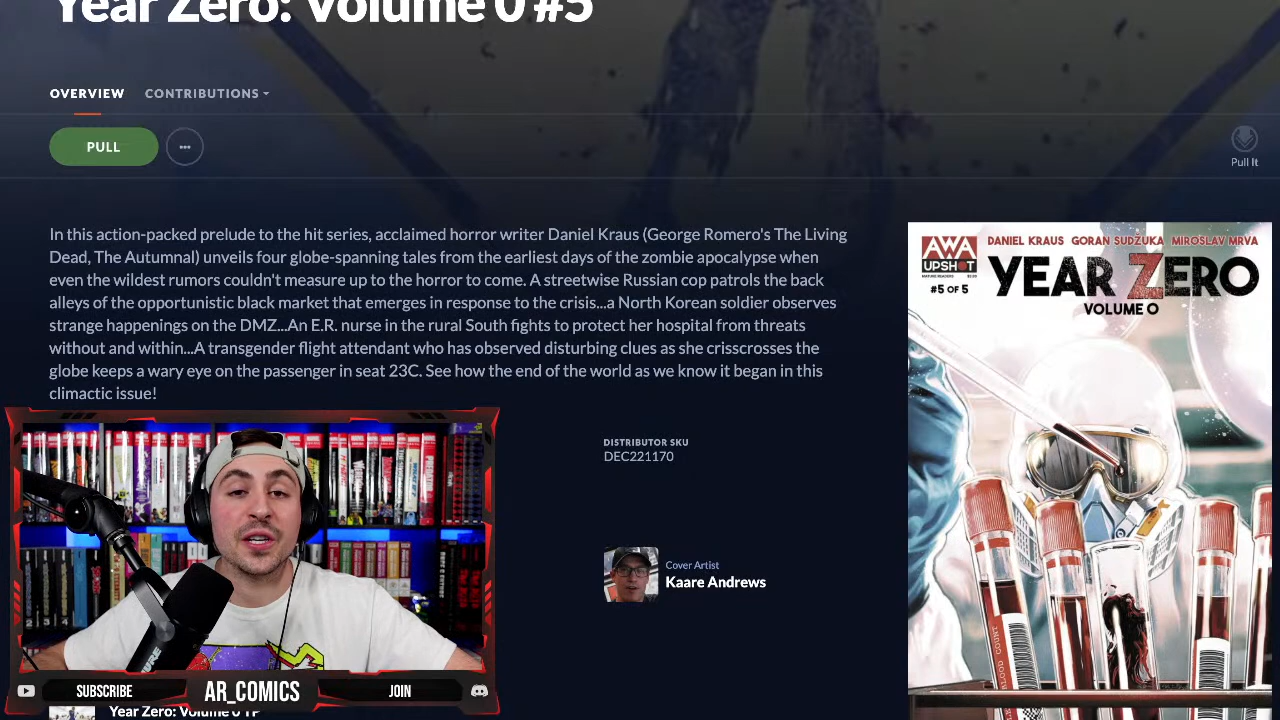 Year Zero: Volume 0 #5
OVERVIEW CONTRIBUTIONS
PULL
Pull It
In this action-packed prelude to the hit series, acclaimed horror writer Daniel Kraus (George Romero's The Living
Dead, The Autumnal) unveils four globe-spanning tales from the earliest days of the zombie apocalypse when
even the wildest rumors couldn't measure up to the horror to come. A streetwise Russian cop patrols the back
alleys of the opportunistic black market that emerges in response to the crisis...a North Korean soldier observes
strange happenings on the DMZ...An E.R. nurse in the rural South fights to protect her hospital from threats
without and within...A transgender flight attendant who has observed disturbing clues as she crisscrosses the
globe keeps a wary eye on the passenger in seat 23C. See how the end of the world as we know it began in this
climactic issue!
DISTRIBUTOR SKU
DEC221170
Cover Artist
Kaare Andrews
AWA
UPSHOT
MATURE READERS $3.99
#5 OF 5
DANIEL KRAUS GORAN SUDŽUKA MIROSLAV MRVA
YEAR ZERO
VOLUME 0
BLOOD COUNT
SHURE
SUBSCRIBE AR_COMICS JOIN
Year Zero: Volume 0 TP